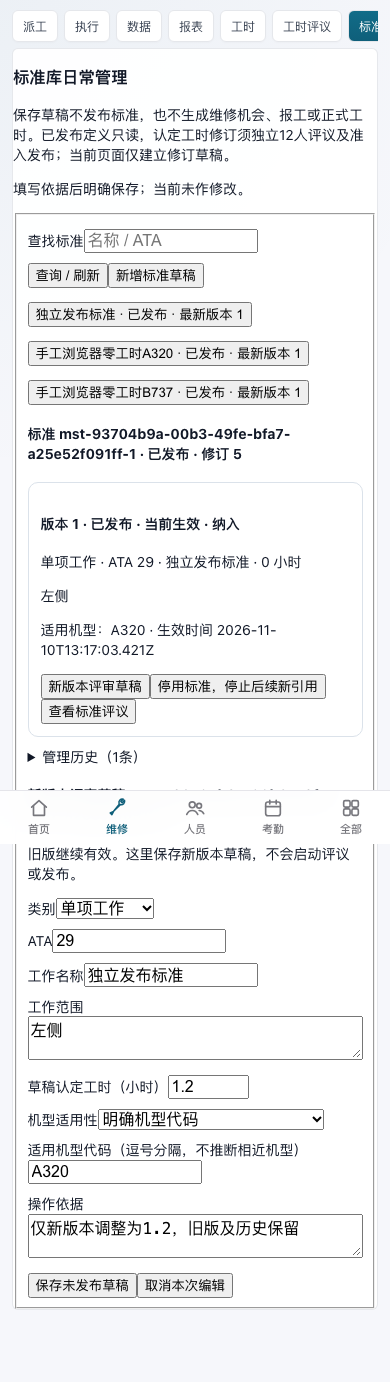 派工 执行 数据 报表 工时 工时评议
标准库日常管理
保存草稿不发布标准，也不生成维修机会、报工或正式工
时。已发布定义只读，认定工时修订须独立12人评议及准
入发布；当前页面仅建立修订草稿。
填写依据后明确保存；当前未作修改。
查找标准 名称 / ATA
查询 / 刷新 新增标准草稿
独立发布标准 · 已发布 · 最新版本 1
手工浏览器零工时A320 · 已发布 · 最新版本 1
手工浏览器零工时B737 · 已发布 · 最新版本 1
标准 mst-93704b9a-00b3-49fe-bfa7-
a25e52f091ff-1 · 已发布 · 修订 5
版本 1 · 已发布 · 当前生效 · 纳入
单项工作 · ATA 29 · 独立发布标准 · 0 小时
左侧
适用机型：A320 · 生效时间 2026-11-
10T13:17:03.421Z
新版本评审草稿 停用标准，停止后续新引用
查看标准评议
管理历史（1条）
首页 维修 人员 考勤 全部
旧版继续有效。这里保存新版本草稿，不会启动评议
或发布。
类别 单项工作
ATA 29
工作名称 独立发布标准
工作范围
左侧
草稿认定工时（小时） 1.2
机型适用性 明确机型代码
适用机型代码（逗号分隔，不推断相近机型）
A320
操作依据
仅新版本调整为1.2，旧版及历史保留
保存未发布草稿 取消本次编辑